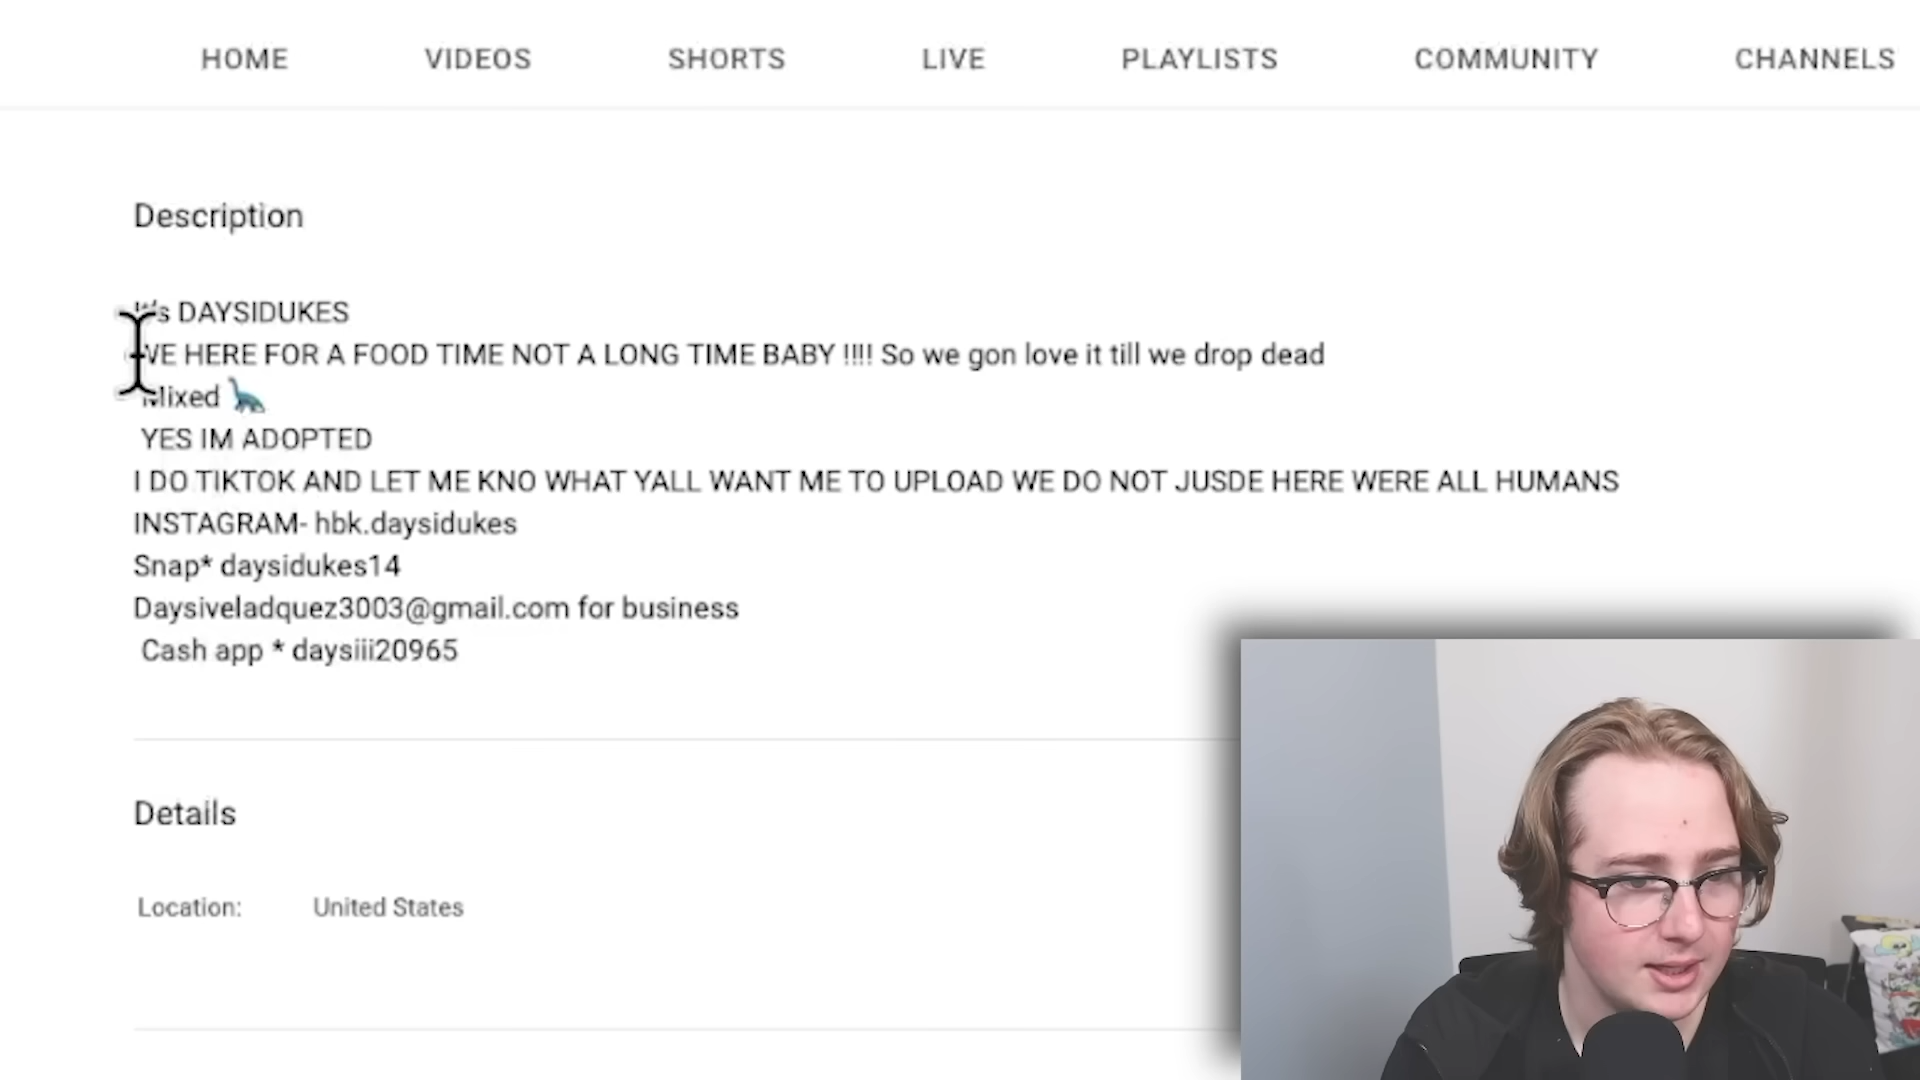 HOME VIDEOS SHORTS LIVE PLAYLISTS COMMUNITY CHANNELS
Description
It's DAYSIDUKES
WE HERE FOR A FOOD TIME NOT A LONG TIME BABY !!!! So we gon love it till we drop dead
Mixed 🦕
YES IM ADOPTED
I DO TIKTOK AND LET ME KNO WHAT YALL WANT ME TO UPLOAD WE DO NOT JUSDE HERE WERE ALL HUMANS
INSTAGRAM- hbk.daysidukes
Snap* daysidukes14
Daysiveladquez3003@gmail.com for business
Cash app * daysiii20965
Details
Location: United States